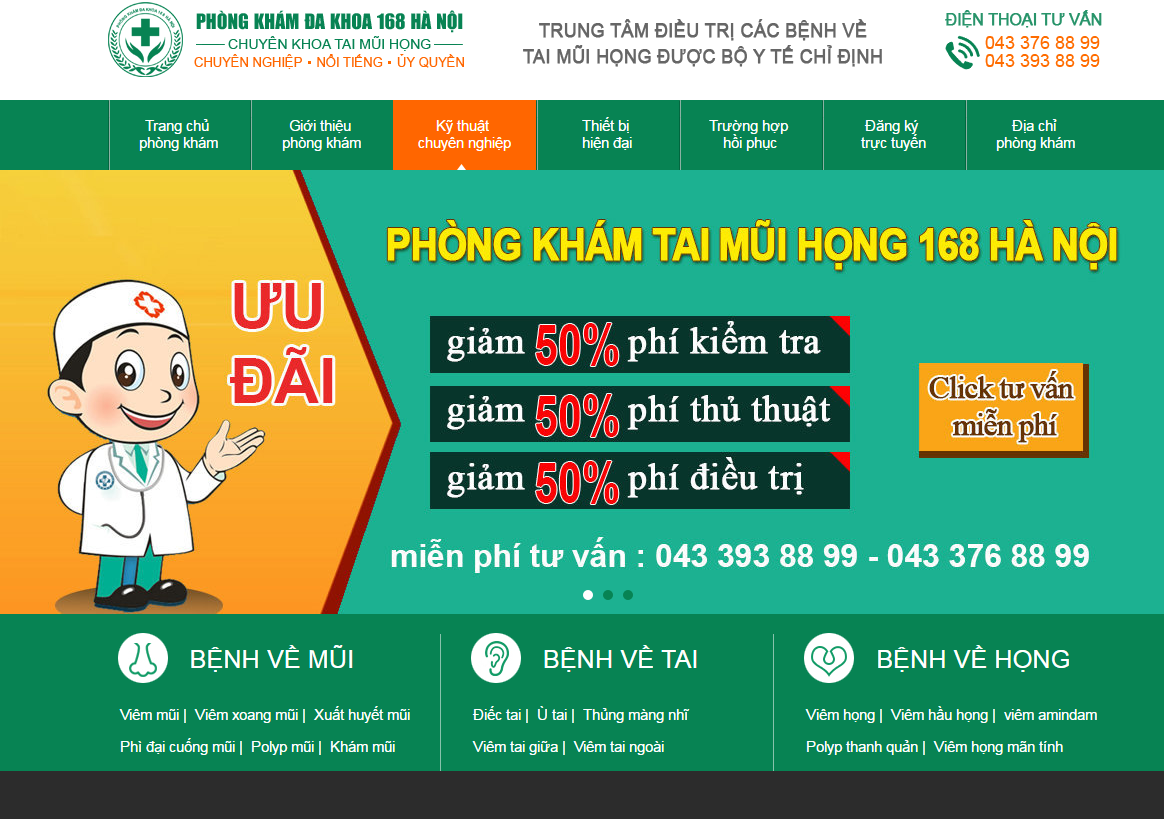 PHÒNG KHÁM ĐA KHOA 168 HÀ NỘI
PHÒNG KHÁM ĐA KHOA 168 HÀ NỘI
CHUYÊN KHOA TAI MŨI HỌNG
CHUYÊN NGHIỆP • NỔI TIẾNG • ỦY QUYỀN
TRUNG TÂM ĐIỀU TRỊ CÁC BỆNH VỀ
TAI MŨI HỌNG ĐƯỢC BỘ Y TẾ CHỈ ĐỊNH
ĐIỆN THOẠI TƯ VẤN
043 376 88 99
043 393 88 99
Trang chủ
phòng khám
Giới thiệu
phòng khám
Kỹ thuật
chuyên nghiệp
Thiết bị
hiện đại
Trường hợp
hồi phục
Đăng ký
trực tuyến
Địa chỉ
phòng khám
PHÒNG KHÁM TAI MŨI HỌNG 168 HÀ NỘI
ƯU
ĐÃI
giảm 50% phí kiểm tra
giảm 50% phí thủ thuật
giảm 50% phí điều trị
Click tư vấn
miễn phí
miễn phí tư vấn : 043 393 88 99 - 043 376 88 99
BỆNH VỀ MŨI
Viêm mũi | Viêm xoang mũi | Xuất huyết mũi
Phì đại cuống mũi | Polyp mũi | Khám mũi
BỆNH VỀ TAI
Điếc tai | Ù tai | Thủng màng nhĩ
Viêm tai giữa | Viêm tai ngoài
BỆNH VỀ HỌNG
Viêm họng | Viêm hầu họng | viêm amindam
Polyp thanh quản | Viêm họng mãn tính